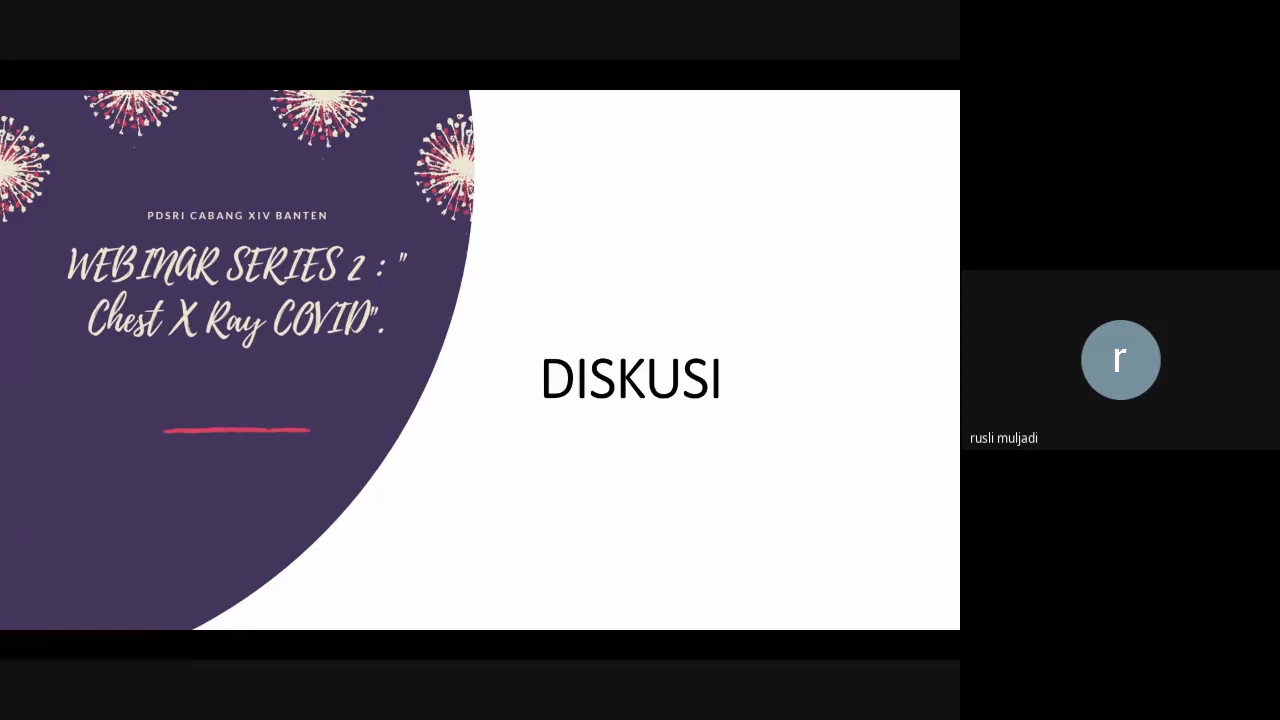 PDSRI CABANG XIV BANTEN
WEBINAR SERIES 2 : "
Chest X Ray COVID".
DISKUSI
r
rusli muljadi